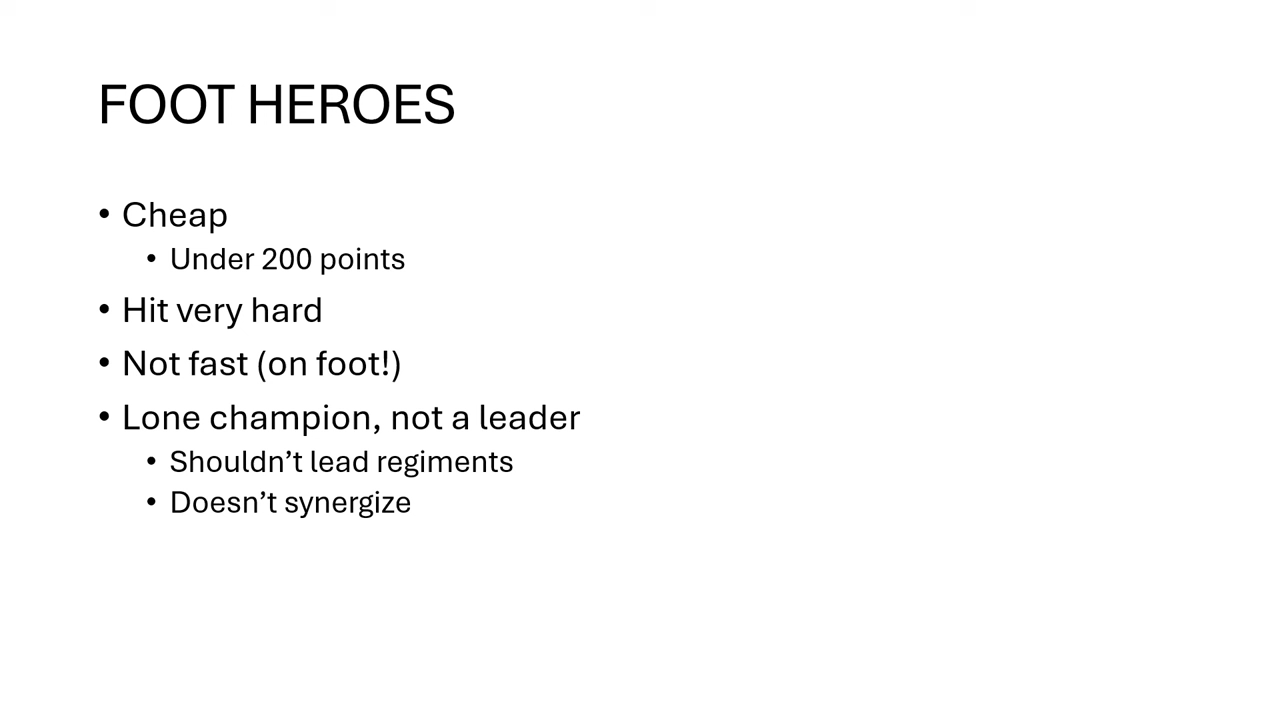 FOOT HEROES
• Cheap
• Under 200 points
• Hit very hard
• Not fast (on foot!)
• Lone champion, not a leader
• Shouldn’t lead regiments
• Doesn’t synergize